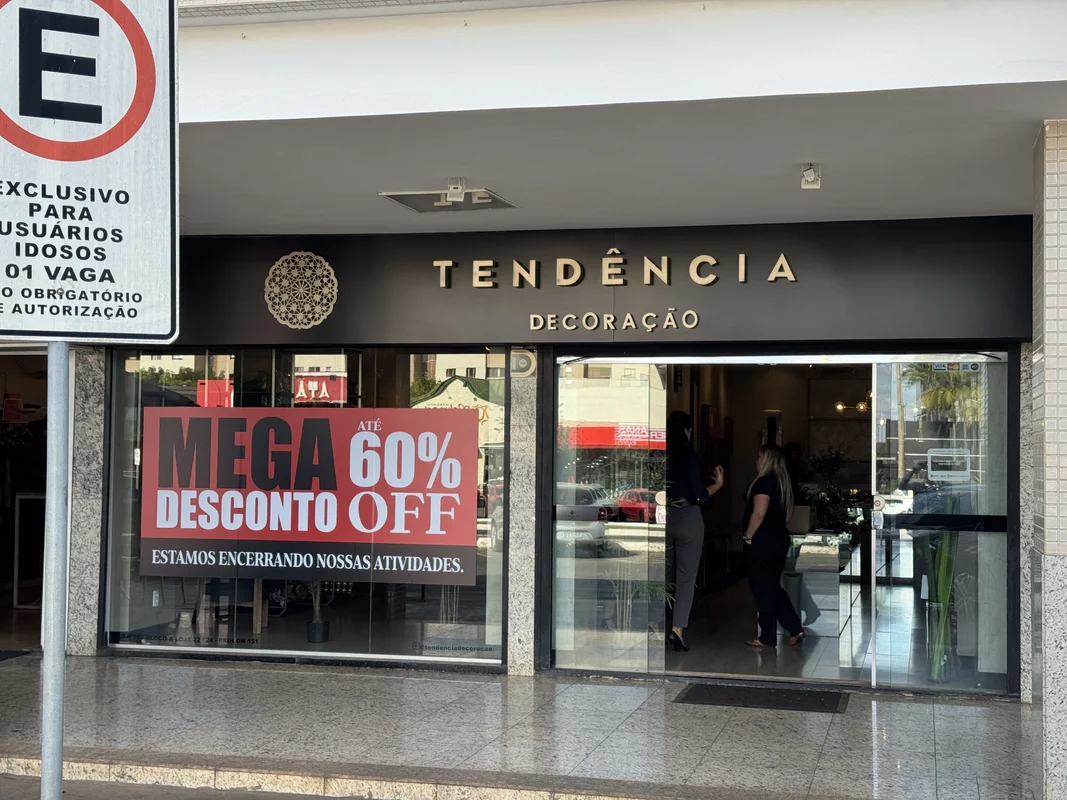 E
EXCLUSIVO
PARA
USUÁRIOS
IDOSOS
01 VAGA
OBRIGATÓRIO
AUTORIZAÇÃO
TENDÊNCIA
DECORAÇÃO
MEGA
DESCONTO
ATÉ
60%
OFF
ESTAMOS ENCERRANDO NOSSAS ATIVIDADES.
@tendenciadecoracao